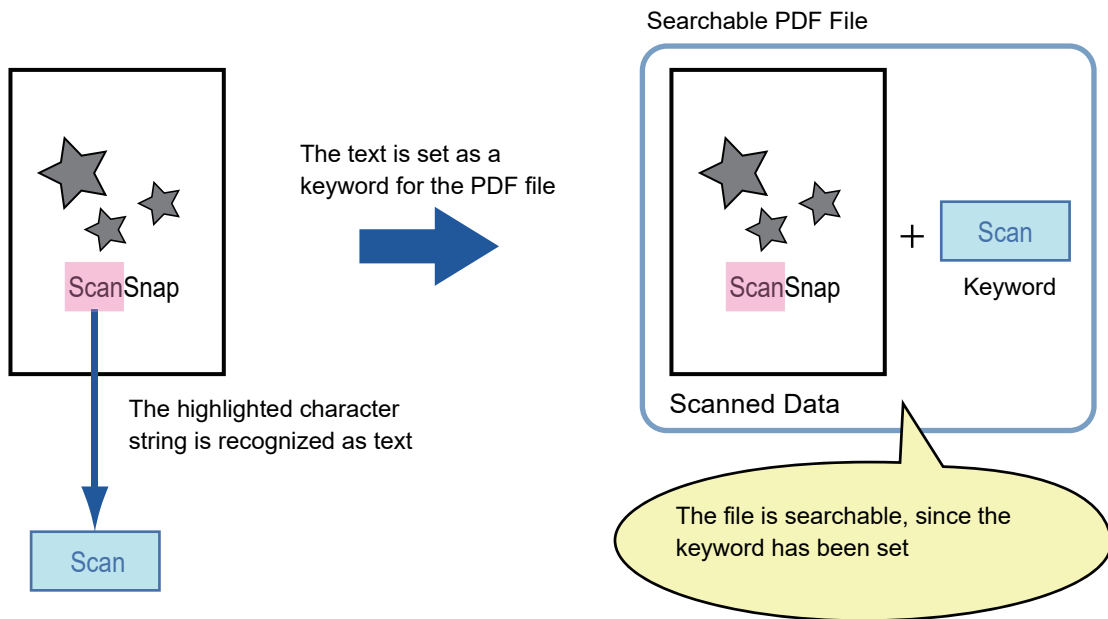 Searchable PDF File
The text is set as a
keyword for the PDF file
ScanSnap
The highlighted character
string is recognized as text
Scan
ScanSnap
+
Scan
Keyword
Scanned Data
The file is searchable, since the
keyword has been set